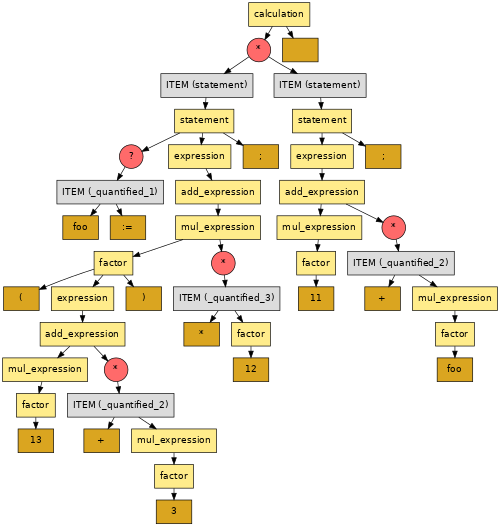 calculation
*
ITEM (statement) ITEM (statement)
statement statement
? expression ; expression ;
ITEM (_quantified_1) add_expression add_expression
foo := mul_expression mul_expression *
factor * factor ITEM (_quantified_2)
( expression ) ITEM (_quantified_3) 11 + mul_expression
add_expression * factor factor
mul_expression * 12 foo
factor ITEM (_quantified_2)
13 + mul_expression
factor
3